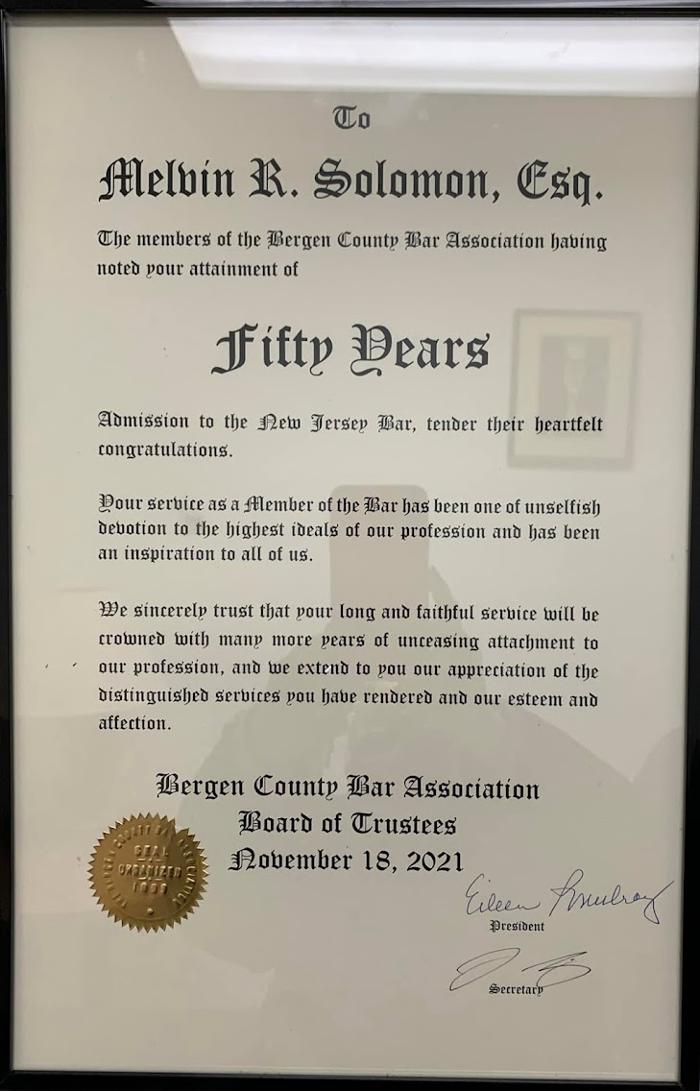 To
Melvin R. Solomon, Esq.
The members of the Bergen County Bar Association having
noted your attainment of
Fifty Years
Admission to the New Jersey Bar, tender their heartfelt
congratulations.
Your service as a Member of the Bar has been one of unselfish
devotion to the highest ideals of our profession and has been
an inspiration to all of us.
We sincerely trust that your long and faithful service will be
crowned with many more years of unceasing attachment to
our profession, and we extend to you our appreciation of the
distinguished services you have rendered and our esteem and
affection.
Bergen County Bar Association
Board of Trustees
November 18, 2021
SEAL
ORGANIZED
Eileen
President
Secretary